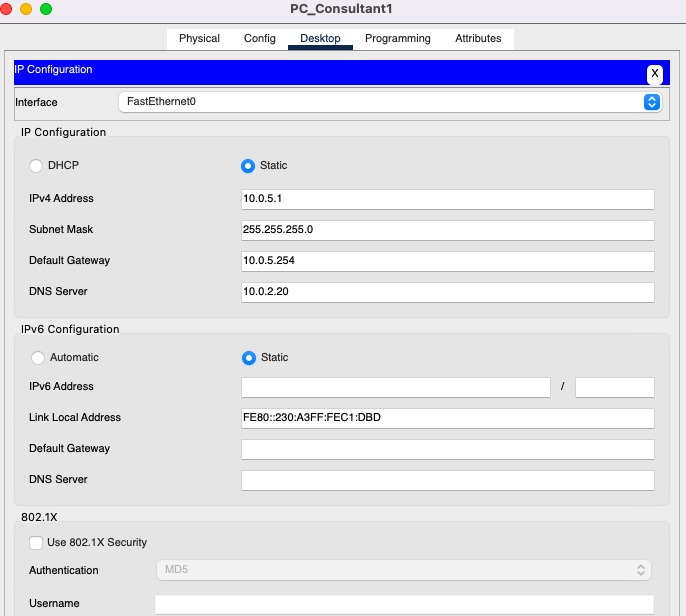 PC_Consultant1
Physical Config Desktop Programming Attributes
IP Configuration
X
Interface FastEthernet0
IP Configuration
DHCP Static
IPv4 Address 10.0.5.1
Subnet Mask 255.255.255.0
Default Gateway 10.0.5.254
DNS Server 10.0.2.20
IPv6 Configuration
Automatic Static
IPv6 Address /
Link Local Address FE80::230:A3FF:FEC1:DBD
Default Gateway
DNS Server
802.1X
Use 802.1X Security
Authentication MD5
Username